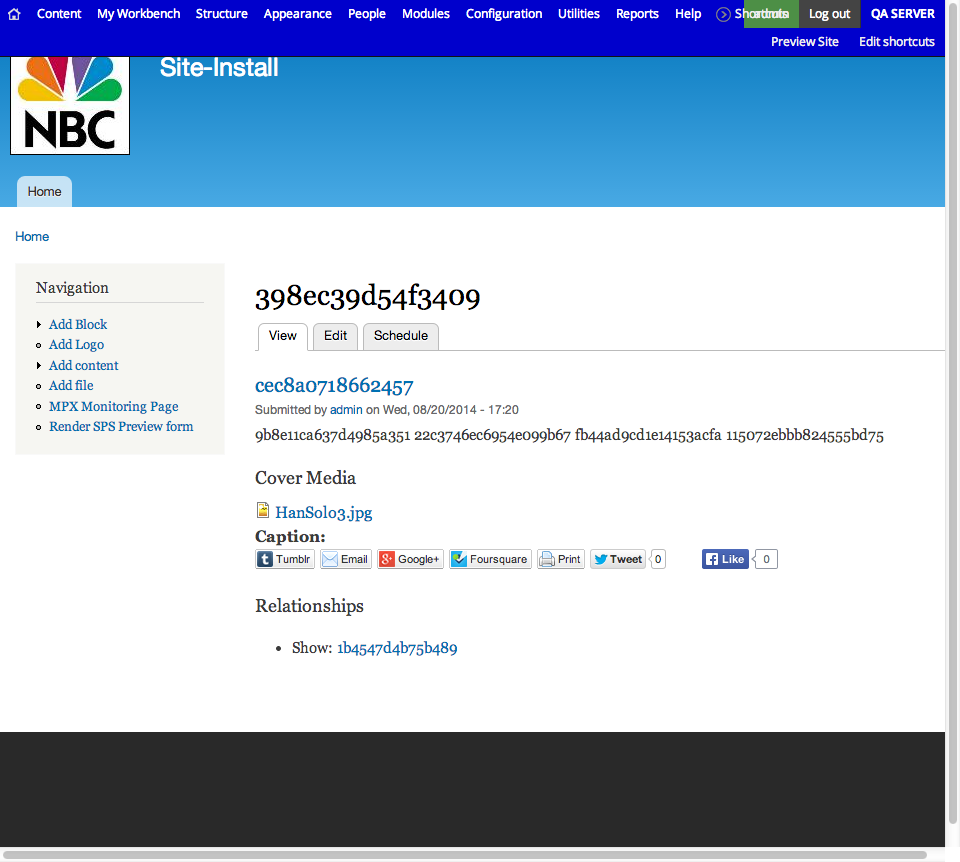 Content My Workbench Structure Appearance People Modules Configuration Utilities Reports Help Shortcuts Log out QA SERVER
Preview Site Edit shortcuts
Site-Install
NBC
Home
Home
Navigation
Add Block
Add Logo
Add content
Add file
MPX Monitoring Page
Render SPS Preview form
398ec39d54f3409
View Edit Schedule
cec8a0718662457
Submitted by admin on Wed, 08/20/2014 - 17:20
9b8e11ca637d4985a351 22c3746ec6954e099b67 fb44ad9cd1e14153acfa 115072ebbb824555bd75
Cover Media
HanSolo3.jpg
Caption:
Tumblr Email Google+ Foursquare Print Tweet 0 Like 0
Relationships
Show: 1b4547d4b75b489